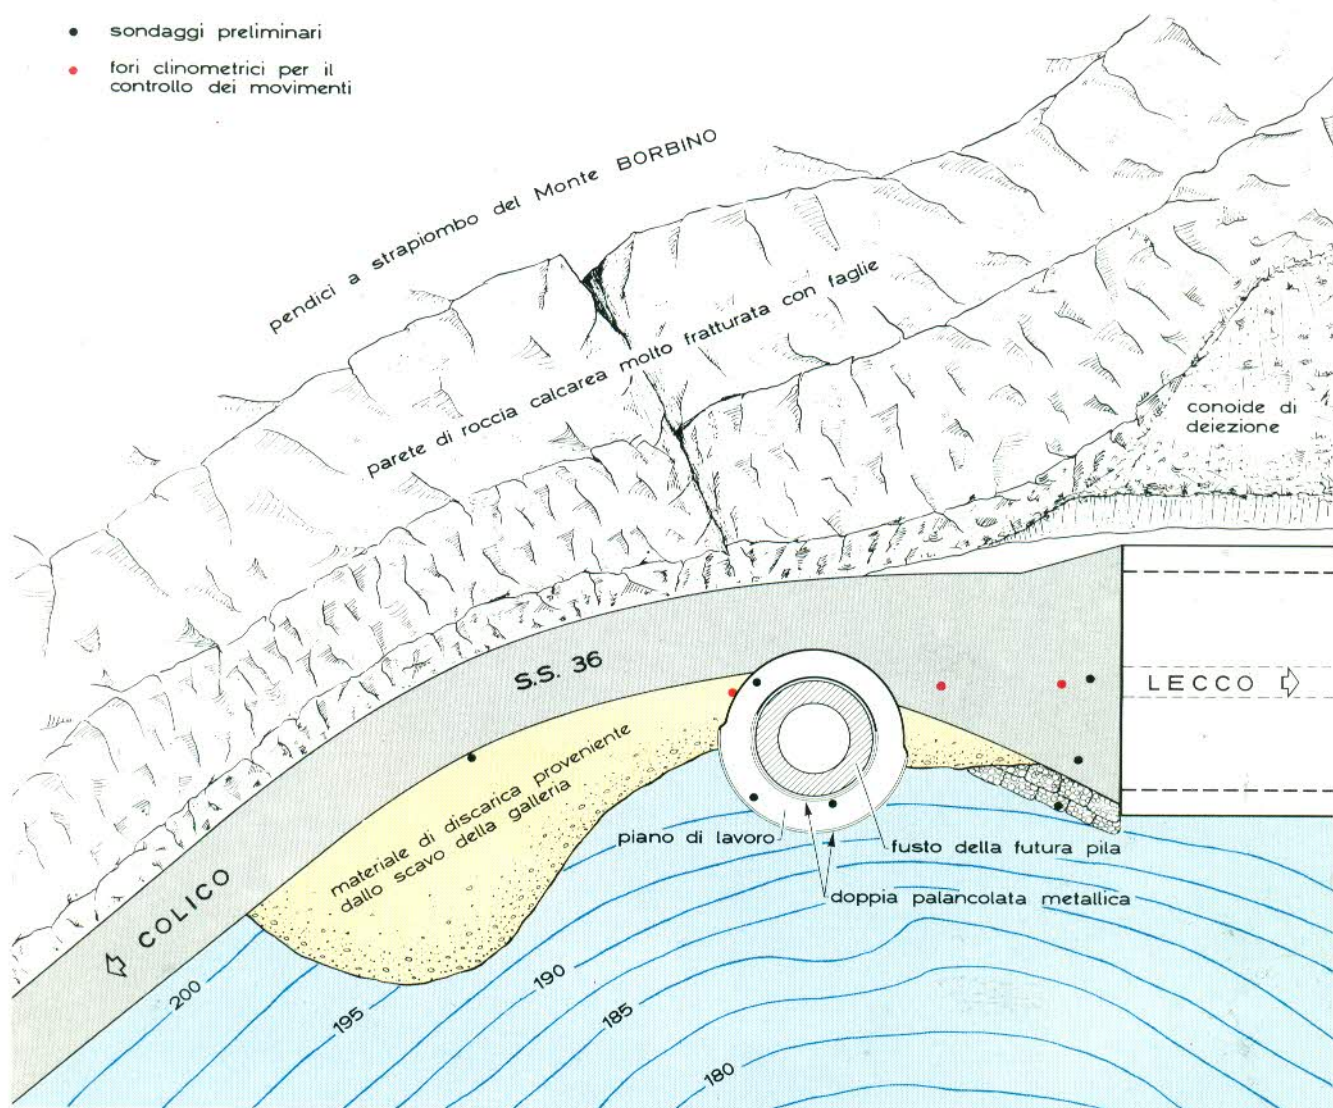 sondaggi preliminari
fori clinometrici per il
controllo dei movimenti
pendici a strapiombo del Monte BORBINO
parete di roccia calcarea molto fratturata con faglie
conoide di
deiezione
S.S. 36
LECCO
materiale di discarica proveniente
dallo scavo della galleria
piano di lavoro
fusto della futura pila
doppia palancolata metallica
COLICO
200
195
190
185
180